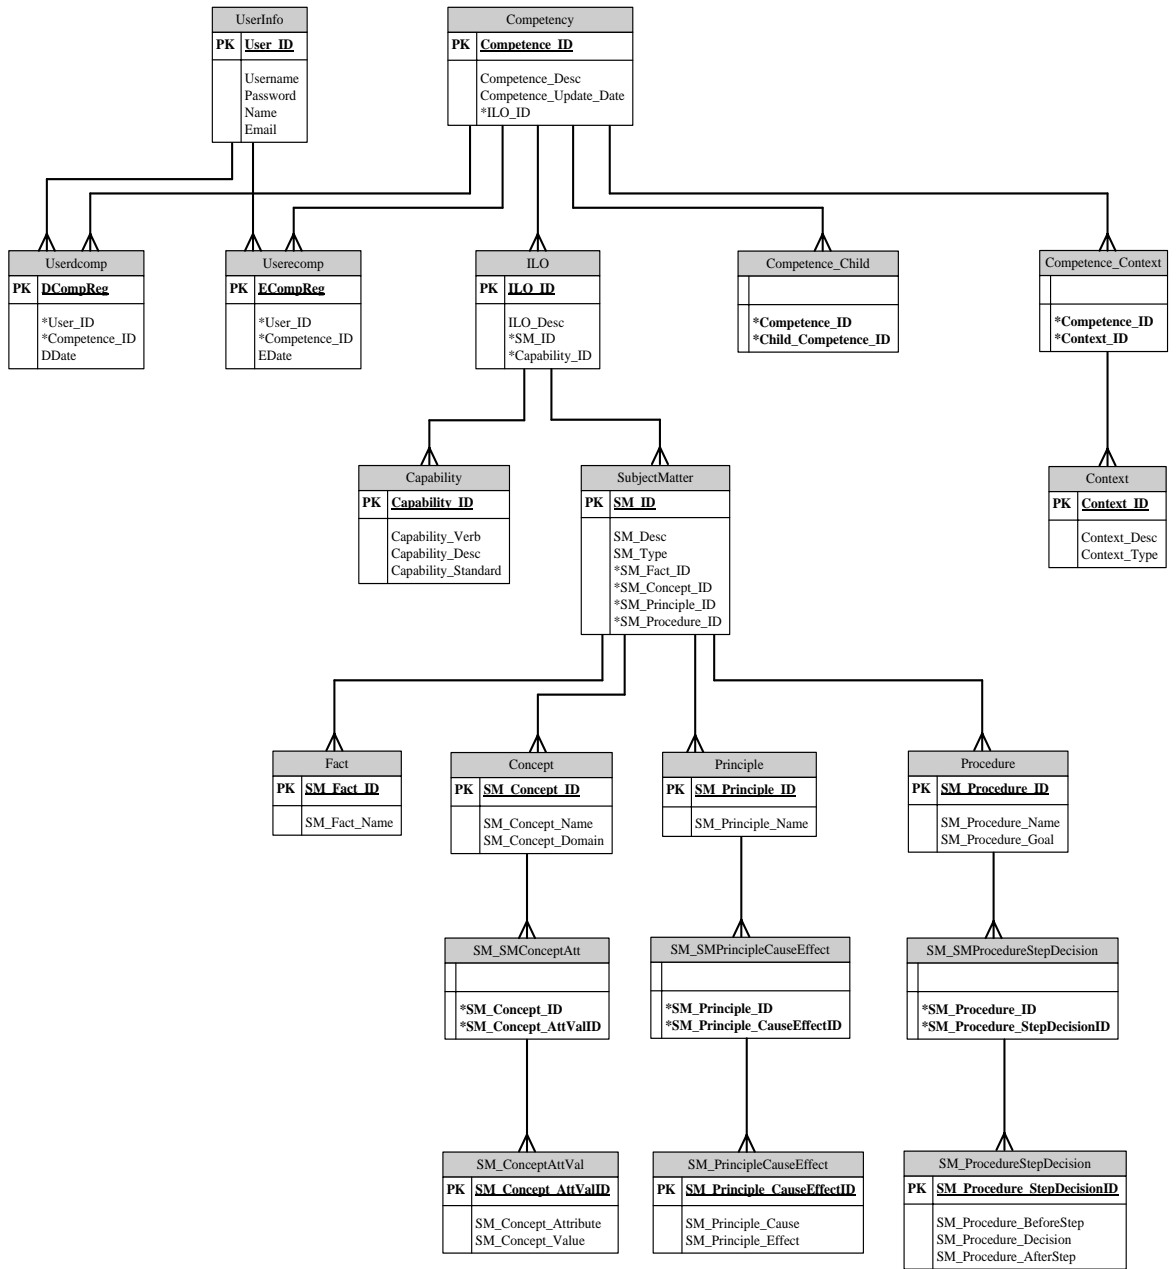 UserInfo
PK User_ID
Username
Password
Name
Email
Competency
PK Competence_ID
Competence_Desc
Competence_Update_Date
*ILO_ID
Userdcomp
PK DCompReg
*User_ID
*Competence_ID
DDate
Userecomp
PK ECompReg
*User_ID
*Competence_ID
EDate
ILO
PK ILO_ID
ILO_Desc
*SM_ID
*Capability_ID
Competence_Child
*Competence_ID
*Child_Competence_ID
Competence_Context
*Competence_ID
*Context_ID
Capability
PK Capability_ID
Capability_Verb
Capability_Desc
Capability_Standard
SubjectMatter
PK SM_ID
SM_Desc
SM_Type
*SM_Fact_ID
*SM_Concept_ID
*SM_Principle_ID
*SM_Procedure_ID
Context
PK Context_ID
Context_Desc
Context_Type
Fact
PK SM_Fact_ID
SM_Fact_Name
Concept
PK SM_Concept_ID
SM_Concept_Name
SM_Concept_Domain
Principle
PK SM_Principle_ID
SM_Principle_Name
Procedure
PK SM_Procedure_ID
SM_Procedure_Name
SM_Procedure_Goal
SM_SMConceptAtt
*SM_Concept_ID
*SM_Concept_AttValID
SM_SMPrincipleCauseEffect
*SM_Principle_ID
*SM_Principle_CauseEffectID
SM_SMProcedureStepDecision
*SM_Procedure_ID
*SM_Procedure_StepDecisionID
SM_ConceptAttVal
PK SM_Concept_AttValID
SM_Concept_Attribute
SM_Concept_Value
SM_PrincipleCauseEffect
PK SM_Principle_CauseEffectID
SM_Principle_Cause
SM_Principle_Effect
SM_ProcedureStepDecision
PK SM_Procedure_StepDecisionID
SM_Procedure_BeforeStep
SM_Procedure_Decision
SM_Procedure_AfterStep